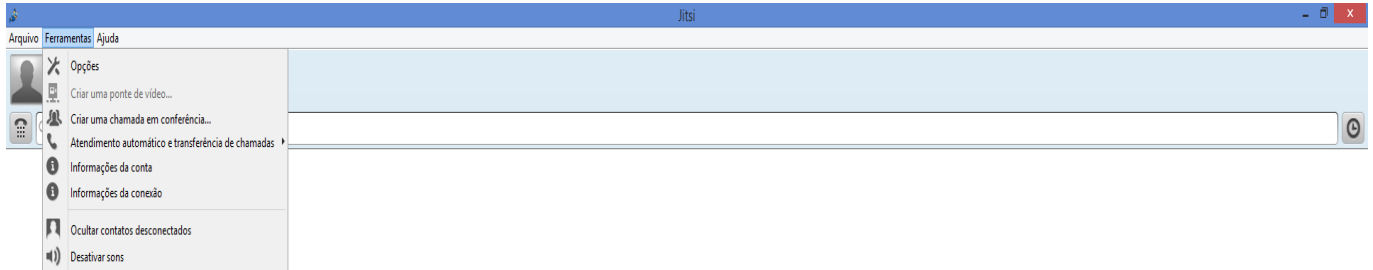 Jitsi
Arquivo Ferramentas Ajuda
Opções
Criar uma ponte de vídeo...
Criar uma chamada em conferência...
Atendimento automático e transferência de chamadas
Informações da conta
Informações da conexão
Ocultar contatos desconectados
Desativar sons